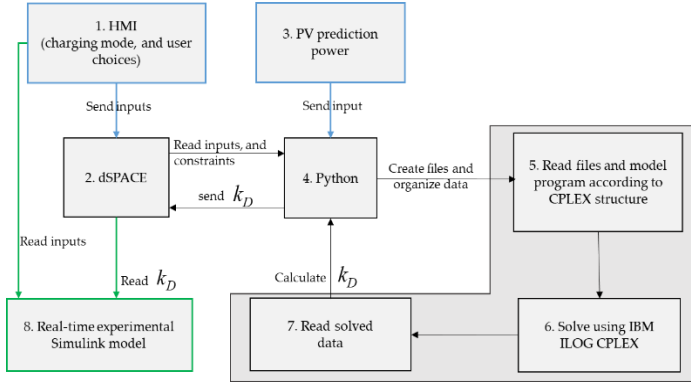 1. HMI
(charging mode, and user
choices)
3. PV prediction
power
Send inputs
Send input
2. dSPACE
Read inputs, and
constraints
4. Python
Create files and
organize data
5. Read files and model
program according to
CPLEX structure
send k_D
Read inputs
Read k_D
Calculate k_D
8. Real-time experimental
Simulink model
7. Read solved
data
6. Solve using IBM
ILOG CPLEX